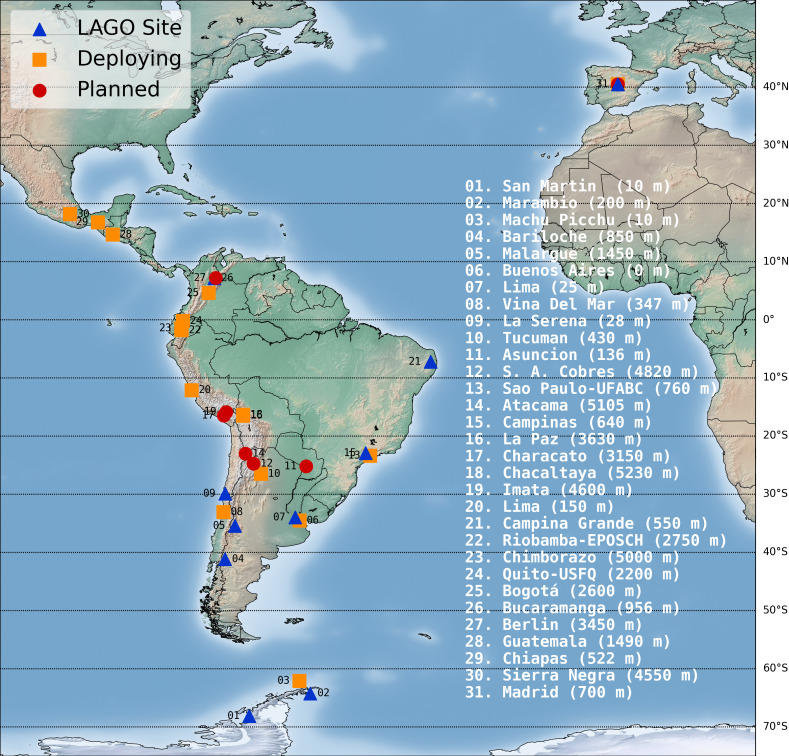 LAGO Site
Deploying
Planned
01. San Martin  (10 m)
02. Marambio (200 m)
03. Machu Picchu (10 m)
04. Bariloche (850 m)
05. Malargue (1450 m)
06. Buenos Aires (0 m)
07. Lima (25 m)
08. Vina Del Mar (347 m)
09. La Serena (28 m)
10. Tucuman (430 m)
11. Asuncion (136 m)
12. S. A. Cobres (4820 m)
13. Sao Paulo-UFABC (760 m)
14. Atacama (5105 m)
15. Campinas (640 m)
16. La Paz (3630 m)
17. Characato (3150 m)
18. Chacaltaya (5230 m)
19. Imata (4600 m)
20. Lima (150 m)
21. Campina Grande (550 m)
22. Riobamba-EPOSCH (2750 m)
23. Chimborazo (5000 m)
24. Quito-USFQ (2200 m)
25. Bogotá (2600 m)
26. Bucaramanga (956 m)
27. Berlin (3450 m)
28. Guatemala (1490 m)
29. Chiapas (522 m)
30. Sierra Negra (4550 m)
31. Madrid (700 m)
40°N
30°N
20°N
10°N
0°
10°S
20°S
30°S
40°S
50°S
60°S
70°S
31
30
29
28
27
26
25
24
23
22
21
20
19
17
14
12
11
10
09
08
07
06
05
04
03
02
01